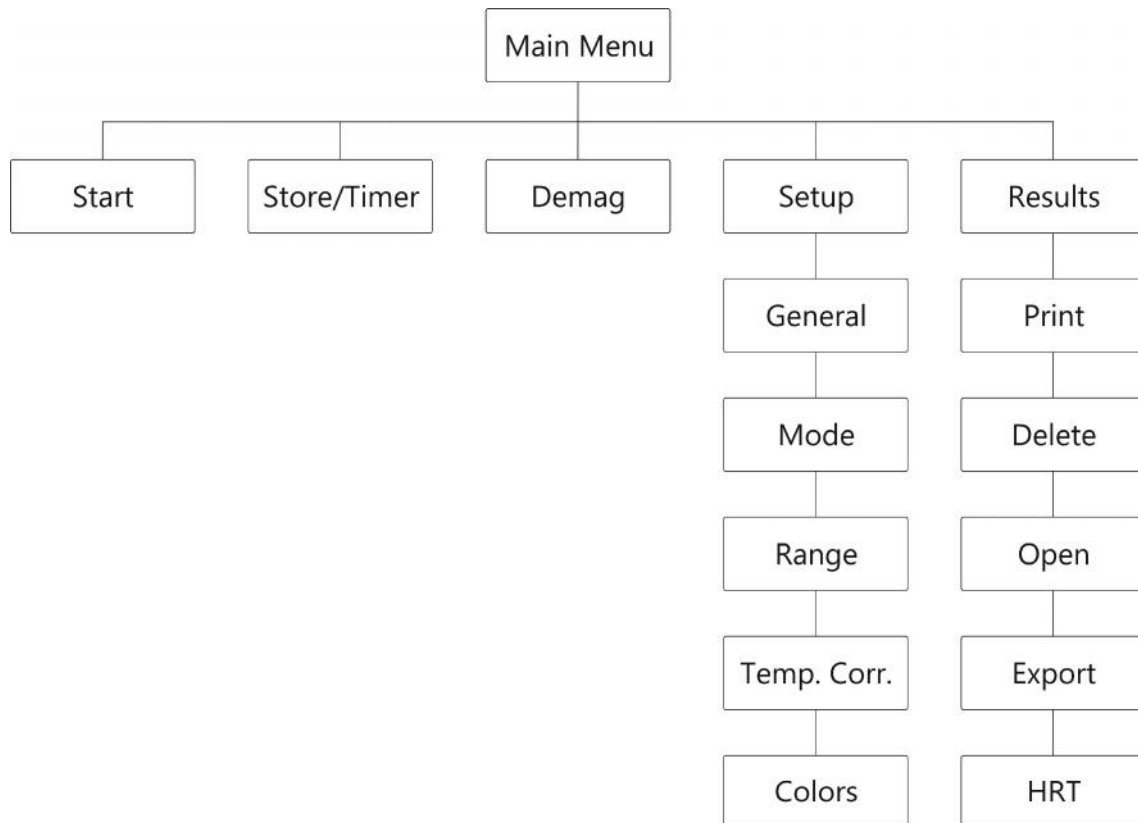 Main Menu
Start
Store/Timer
Demag
Setup
Results
General
Print
Mode
Delete
Range
Open
Temp. Corr.
Export
Colors
HRT